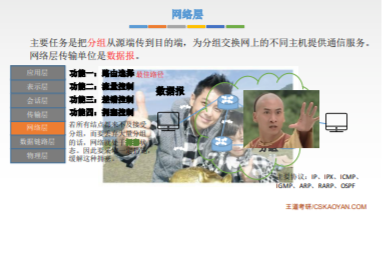 网络层
主要任务是把分组从源端传到目的端，为分组交换网上的不同主机提供通信服务。
网络层传输单位是数据报。
应用层
表示层
会话层
传输层
网络层
数据链路层
物理层
功能一：路由选择 最佳路径
功能二：流量控制
功能三：差错控制
功能四：拥塞控制
若所有结点都来不及接受
分组，而要丢弃大量分组
的话，网络就处于拥塞状
态。因此要采取一定措施
缓解这种拥塞。
数据报
分组
主要协议：IP、IPX、ICMP、
IGMP、ARP、RARP、OSPF
王道考研/CSKAOYAN.COM